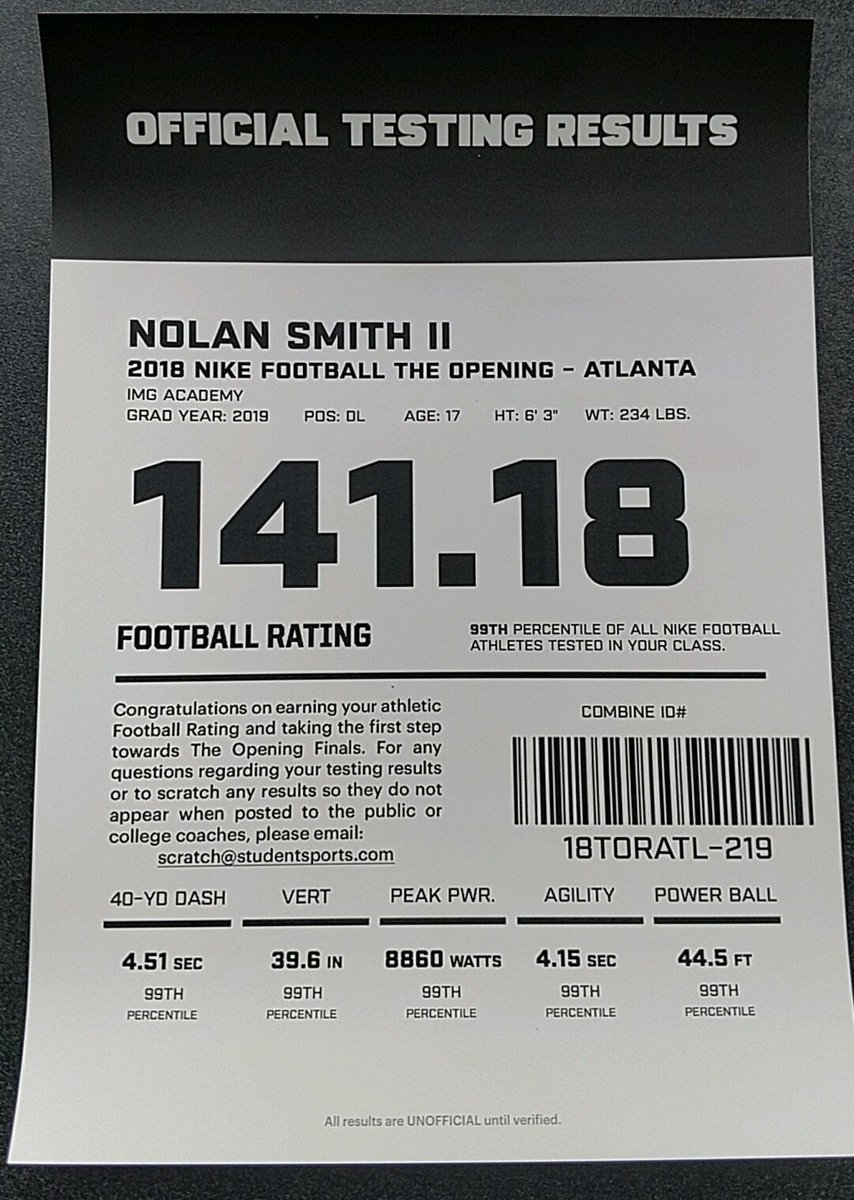 OFFICIAL TESTING RESULTS
NOLAN SMITH II
2018 NIKE FOOTBALL THE OPENING - ATLANTA
IMG ACADEMY
GRAD YEAR: 2019 POS: DL AGE: 17 HT: 6' 3" WT: 234 LBS.
141.18
FOOTBALL RATING
99TH PERCENTILE OF ALL NIKE FOOTBALL
ATHLETES TESTED IN YOUR CLASS.
Congratulations on earning your athletic
Football Rating and taking the first step
towards The Opening Finals. For any
questions regarding your testing results
or to scratch any results so they do not
appear when posted to the public or
college coaches, please email:
scratch@studentsports.com
COMBINE ID#
18TORATL-219
40-YD DASH VERT PEAK PWR. AGILITY POWER BALL
4.51 SEC 39.6 IN 8860 WATTS 4.15 SEC 44.5 FT
99TH 99TH 99TH 99TH 99TH
PERCENTILE PERCENTILE PERCENTILE PERCENTILE PERCENTILE
All results are UNOFFICIAL until verified.